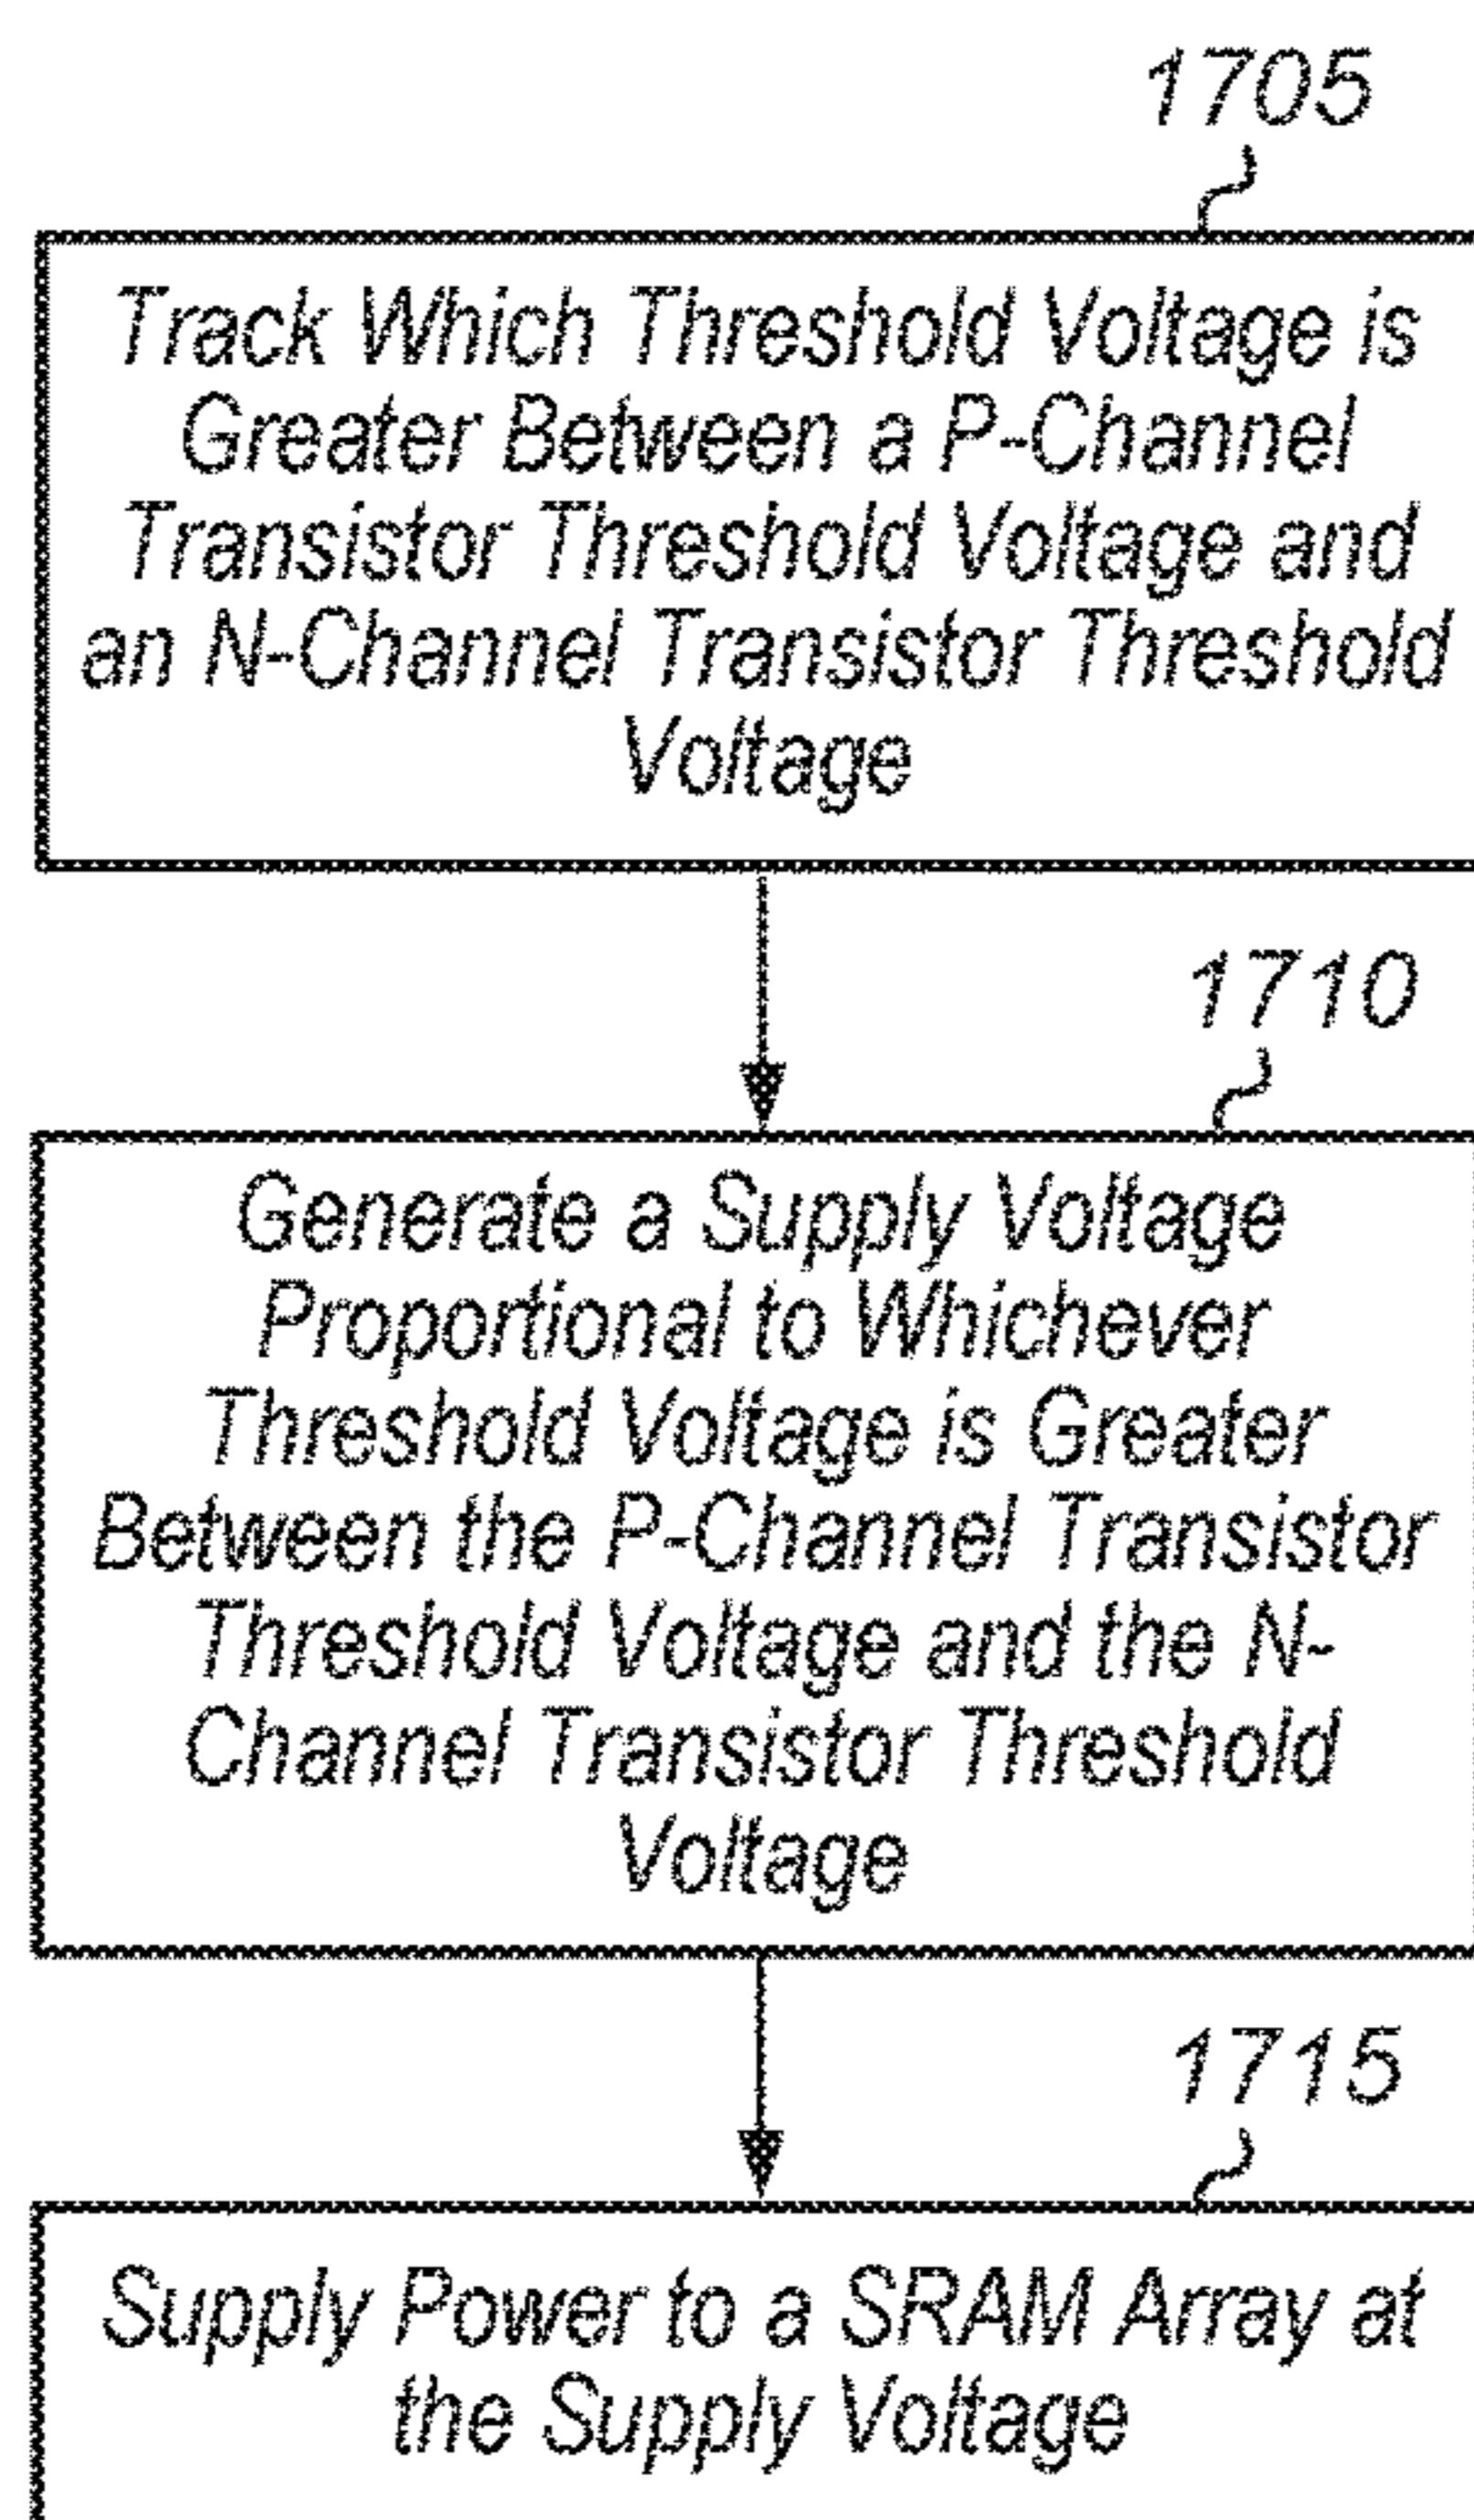 1705
Track Which Threshold Voltage is
Greater Between a P-Channel
Transistor Threshold Voltage and
an N-Channel Transistor Threshold
Voltage
1710
Generate a Supply Voltage
Proportional to Whichever
Threshold Voltage is Greater
Between the P-Channel Transistor
Threshold Voltage and the N-
Channel Transistor Threshold
Voltage
1715
Supply Power to a SRAM Array at
the Supply Voltage